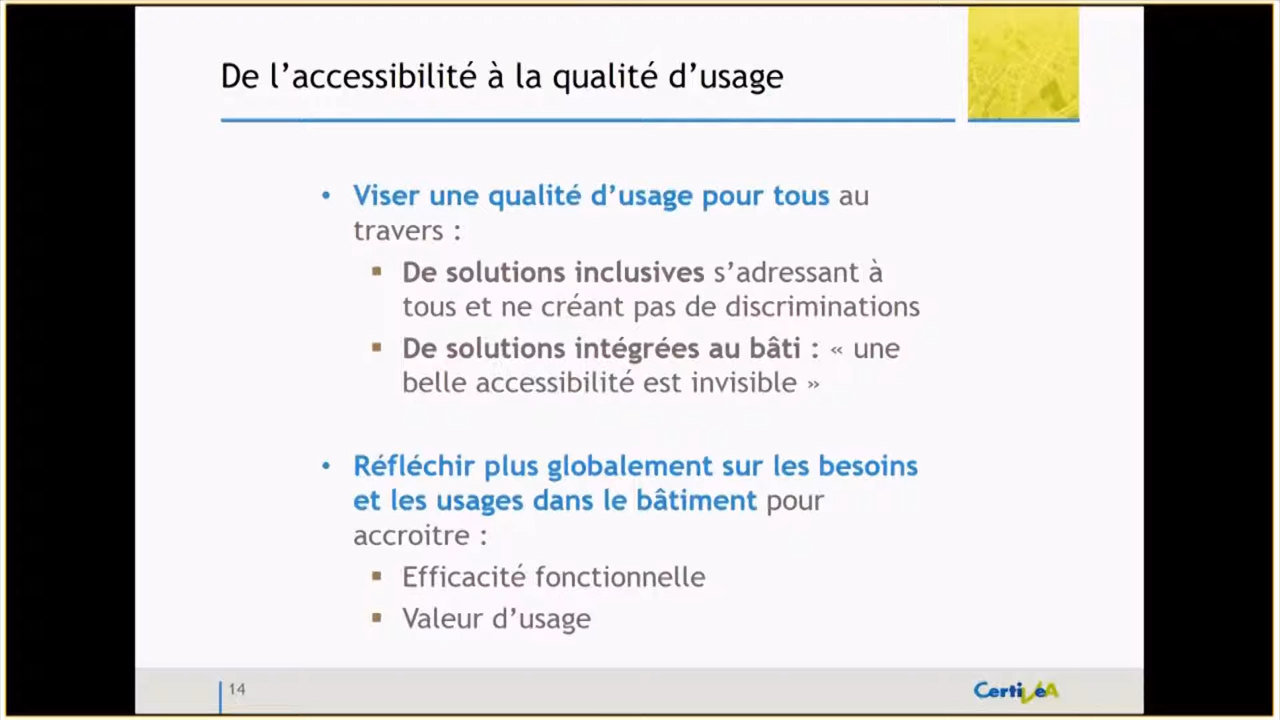 De l’accessibilité à la qualité d’usage
• Viser une qualité d’usage pour tous au
travers :
▪ De solutions inclusives s’adressant à
tous et ne créant pas de discriminations
▪ De solutions intégrées au bâti : « une
belle accessibilité est invisible »
• Réfléchir plus globalement sur les besoins
et les usages dans le bâtiment pour
accroitre :
▪ Efficacité fonctionnelle
▪ Valeur d’usage
14
CertiVéA